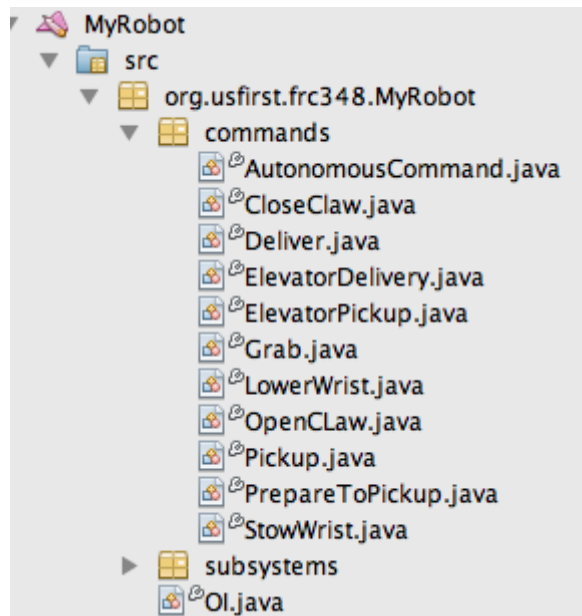 MyRobot
src
org.usfirst.frc348.MyRobot
commands
AutonomousCommand.java
CloseClaw.java
Deliver.java
ElevatorDelivery.java
ElevatorPickup.java
Grab.java
LowerWrist.java
OpenCLaw.java
Pickup.java
PrepareToPickup.java
StowWrist.java
subsystems
OI.java